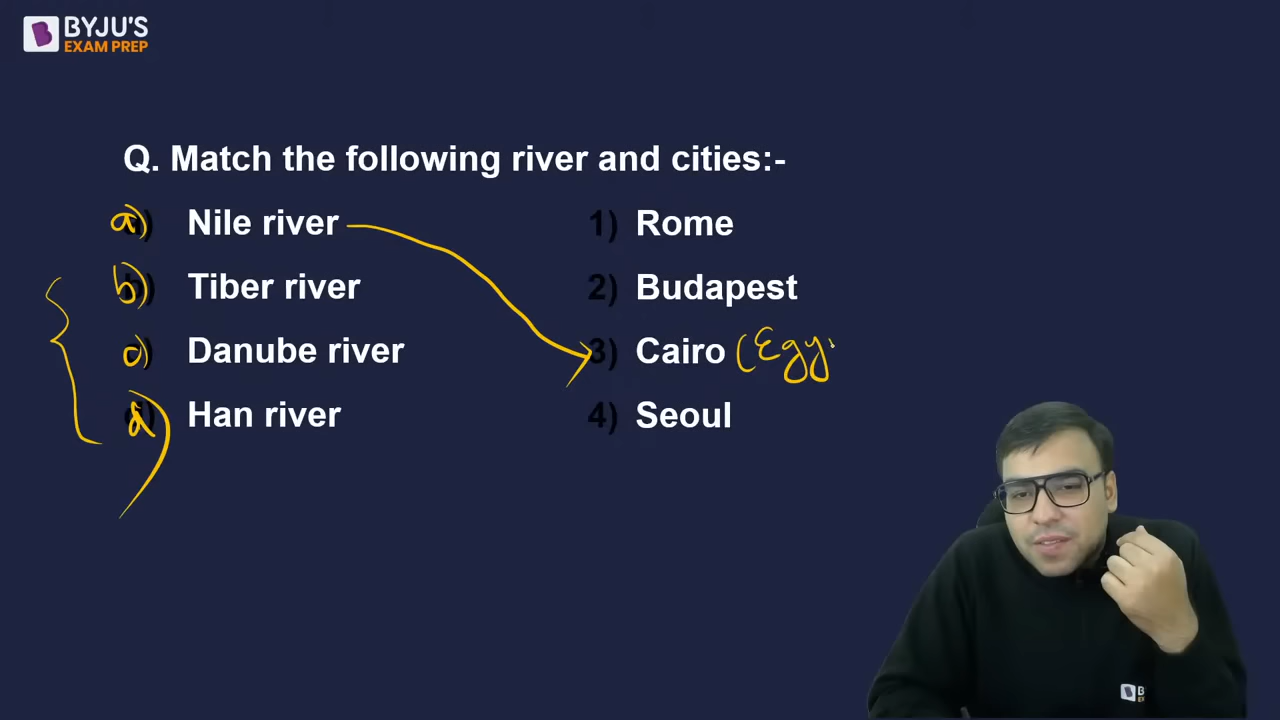 BYJU'S
EXAM PREP
Q. Match the following river and cities:-
a) Nile river 1) Rome
b) Tiber river 2) Budapest
c) Danube river 3) Cairo (Egy
d) Han river 4) Seoul
B